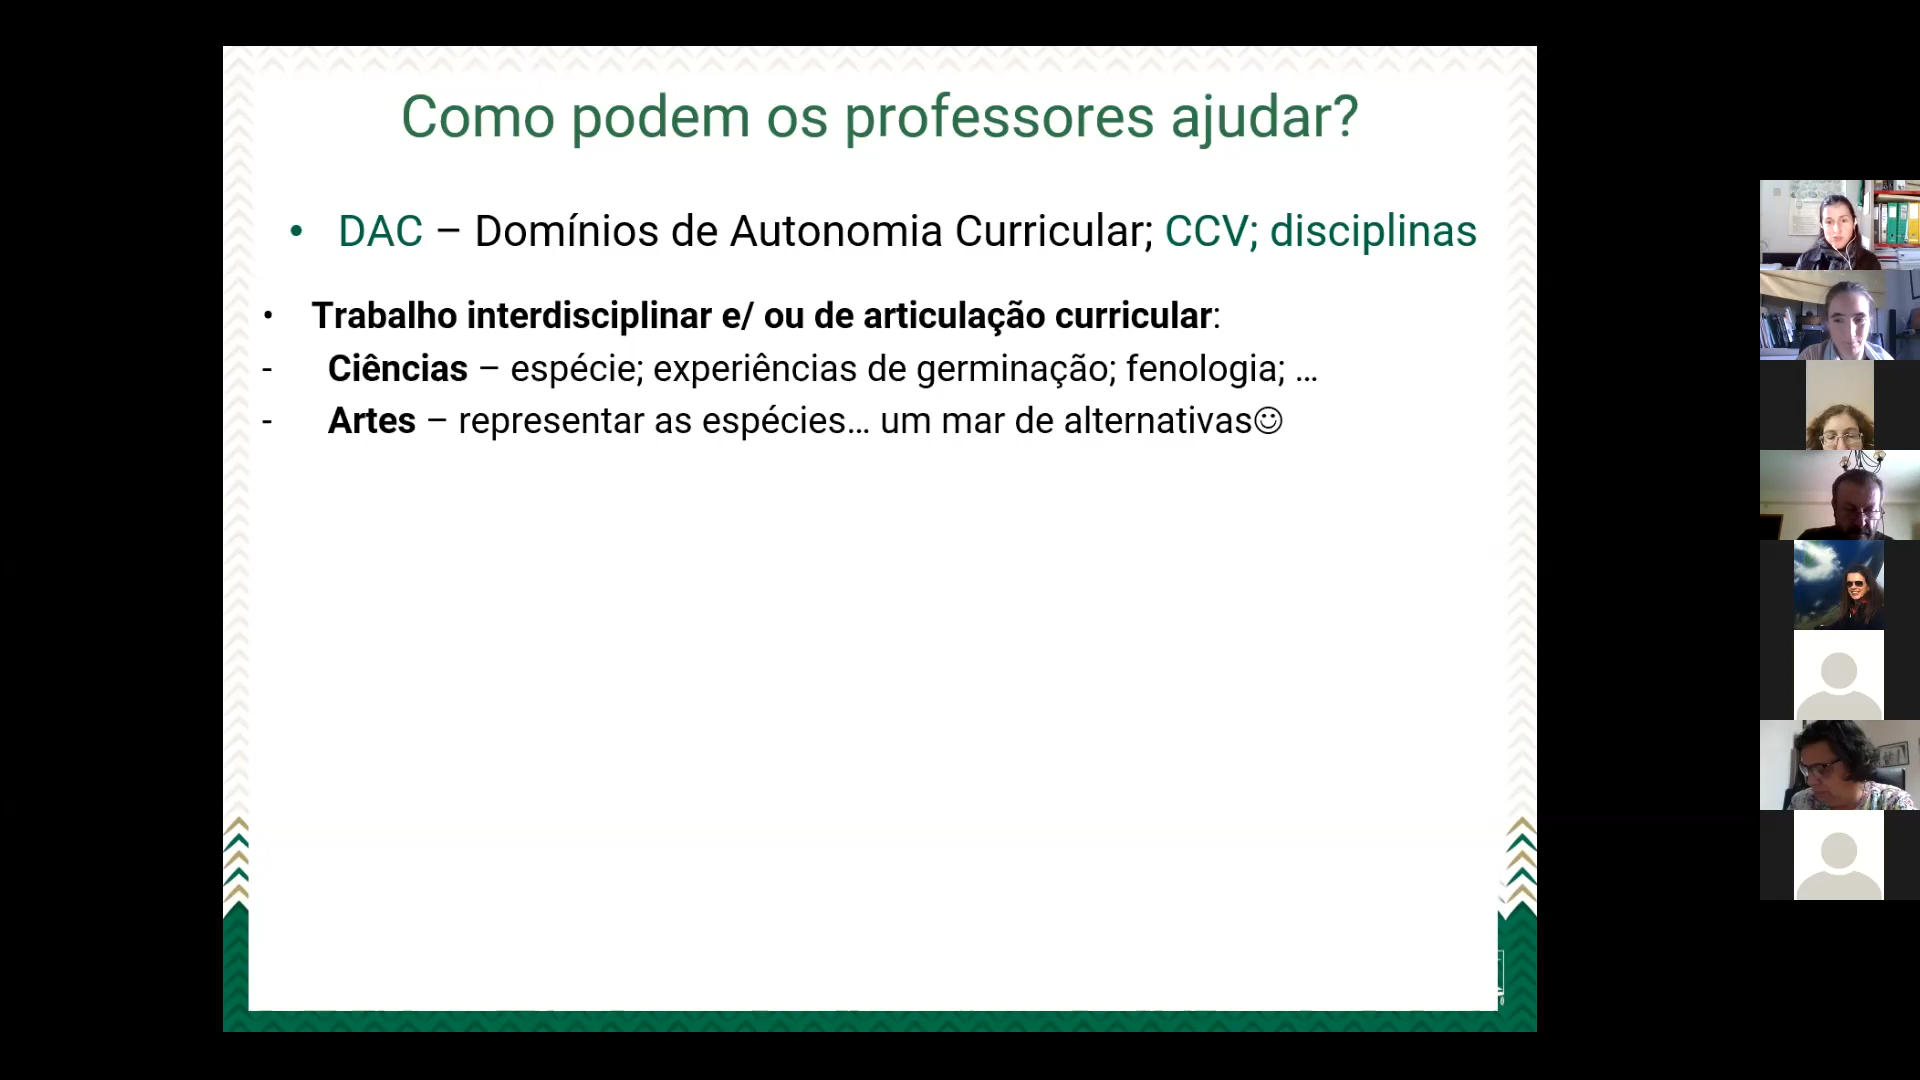 Como podem os professores ajudar?
• DAC – Domínios de Autonomia Curricular; CCV; disciplinas
• Trabalho interdisciplinar e/ ou de articulação curricular:
- Ciências – espécie; experiências de germinação; fenologia; ...
- Artes – representar as espécies... um mar de alternativas☺